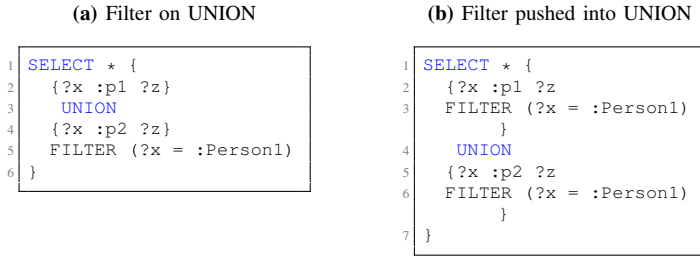 (a) Filter on UNION
1 SELECT * {
2 {?x :p1 ?z}
3 UNION
4 {?x :p2 ?z}
5 FILTER (?x = :Person1)
6 }
(b) Filter pushed into UNION
1 SELECT * {
2 {?x :p1 ?z
3 FILTER (?x = :Person1)
}
4 UNION
5 {?x :p2 ?z
6 FILTER (?x = :Person1)
}
7 }